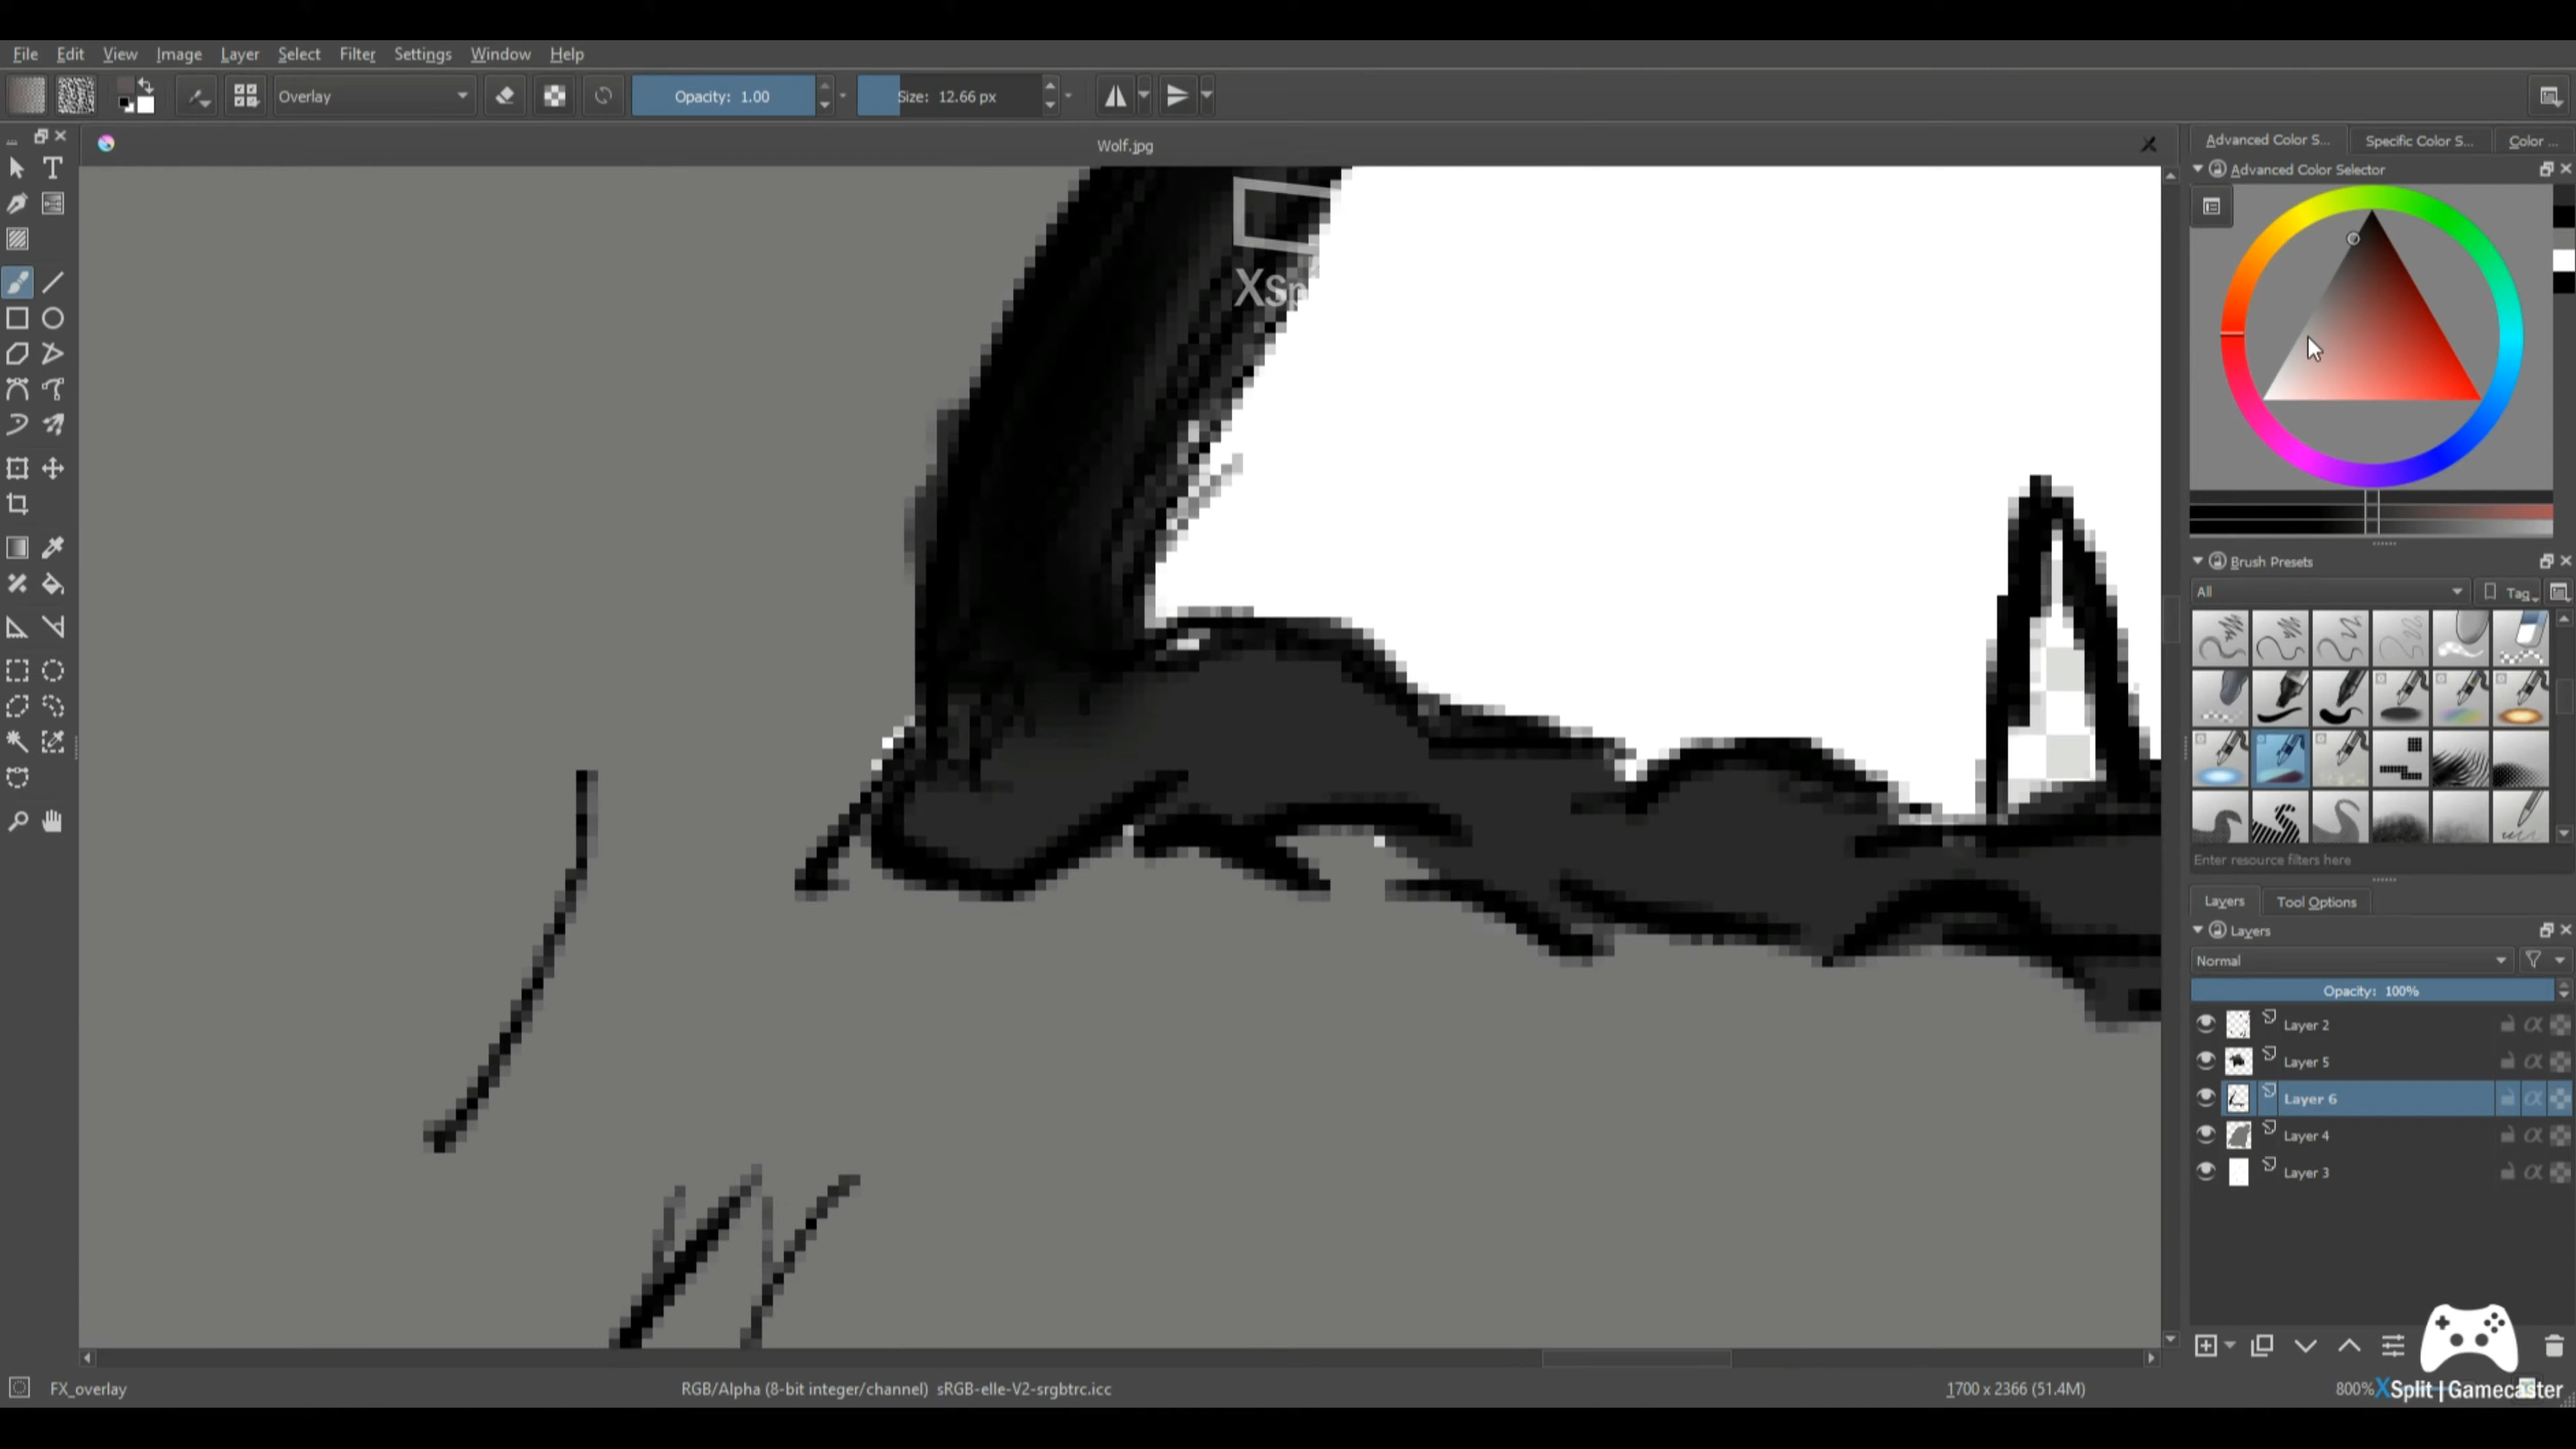 File Edit View Image Layer Select Filter Settings Window Help
Overlay Opacity: 1.00 Size: 12.66 px
Wolf.jpg
Advanced Color S... Specific Color S... Color ...
Advanced Color Selector
XSp
Brush Presets
All Tag
Enter resource filters here
Layers Tool Options
Layers
Normal
Opacity: 100%
Layer 2
Layer 5
Layer 6
Layer 4
Layer 3
FX_overlay RGB/Alpha (8-bit integer/channel) sRGB-elle-V2-srgbtrc.icc 1700 x 2366 (51.4M) 800%
XSplit | Gamecaster